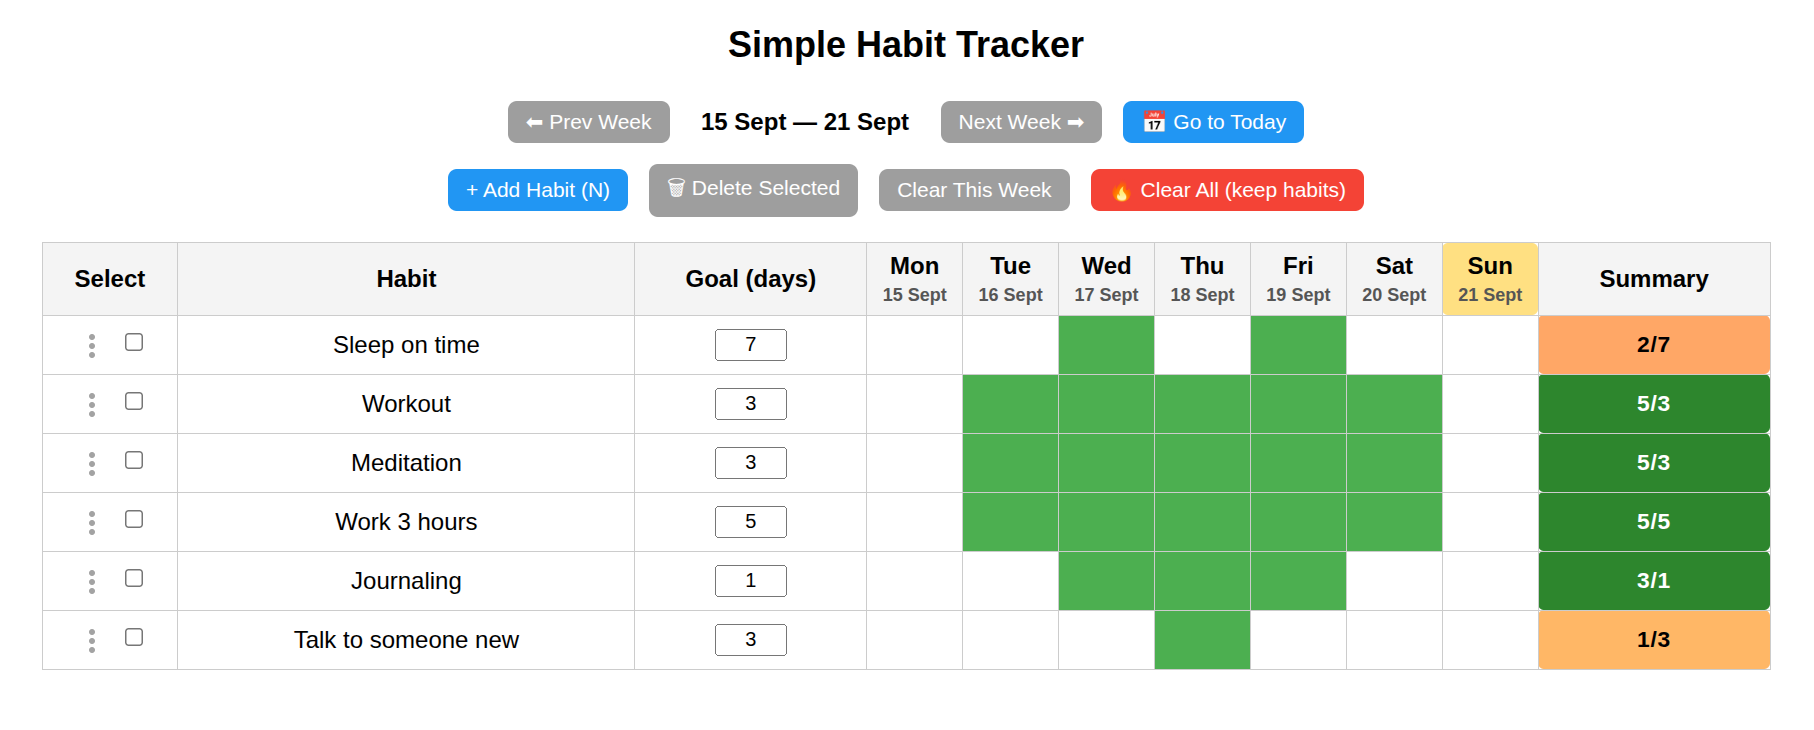 Simple Habit Tracker
⬅ Prev Week 15 Sept — 21 Sept Next Week ➡ 📅 Go to Today
+ Add Habit (N) 🗑 Delete Selected Clear This Week 🔥 Clear All (keep habits)
Select Habit Goal (days) Mon Tue Wed Thu Fri Sat Sun Summary
15 Sept 16 Sept 17 Sept 18 Sept 19 Sept 20 Sept 21 Sept
Sleep on time 7 2/7
Workout 3 5/3
Meditation 3 5/3
Work 3 hours 5 5/5
Journaling 1 3/1
Talk to someone new 3 1/3